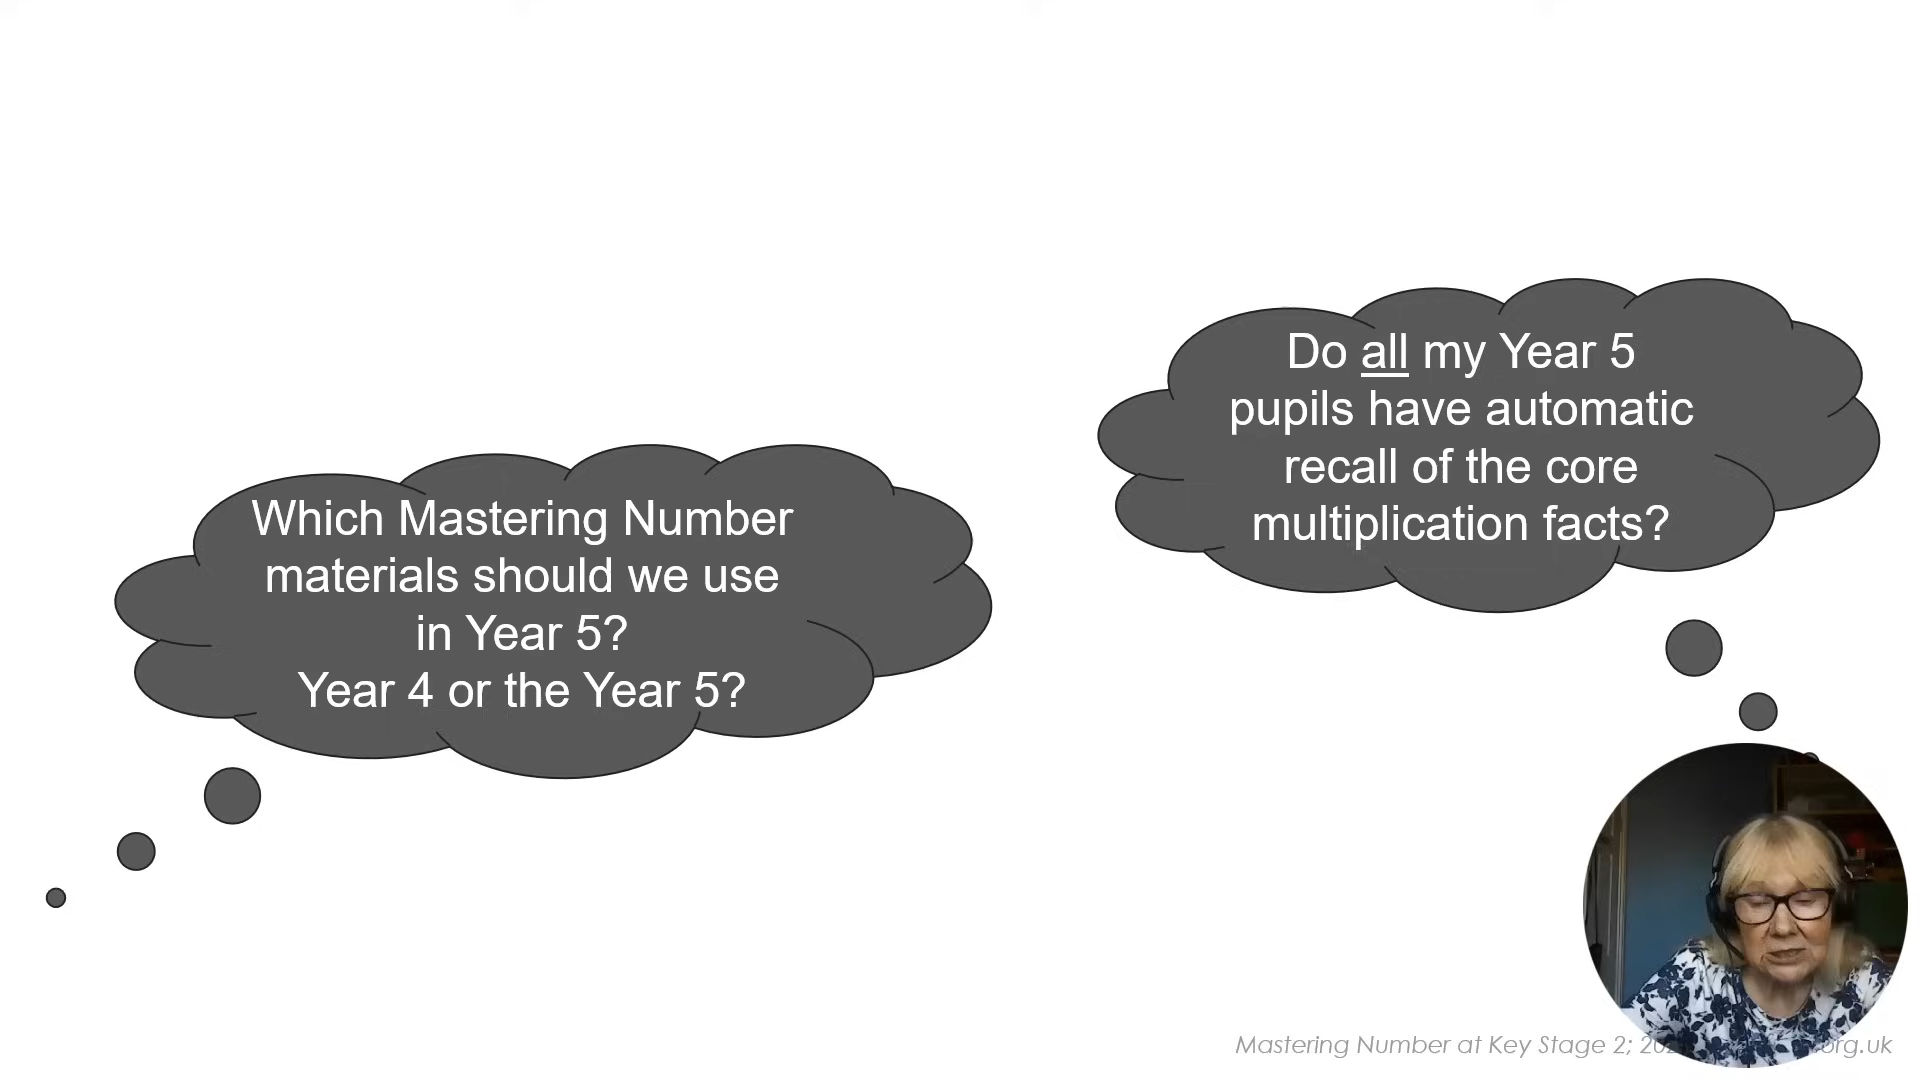 Which Mastering Number
materials should we use
in Year 5?
Year 4 or the Year 5?
Do all my Year 5
pupils have automatic
recall of the core
multiplication facts?
Mastering Number at Key Stage 2; org.uk